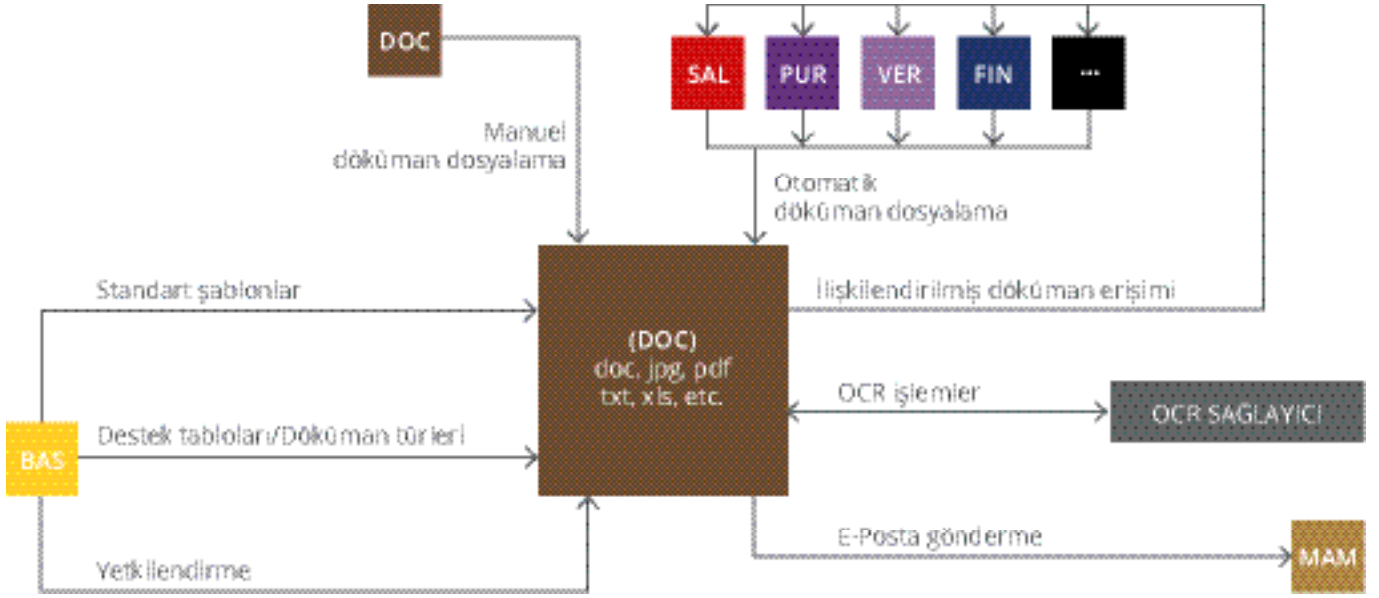 DOC
SAL
PUR
VER
FIN
...
Manuel
döküman dosyalama
Otomatik
döküman dosyalama
Standart şablonlar
İlişkilendirilmiş döküman erişimi
(DOC)
doc, jpg, pdf
txt, xls, etc.
OCR işlemler
OCR SAĞLAYICI
Destek tabloları/Döküman türleri
BAS
E-Posta gönderme
MAM
Yetkilendirme